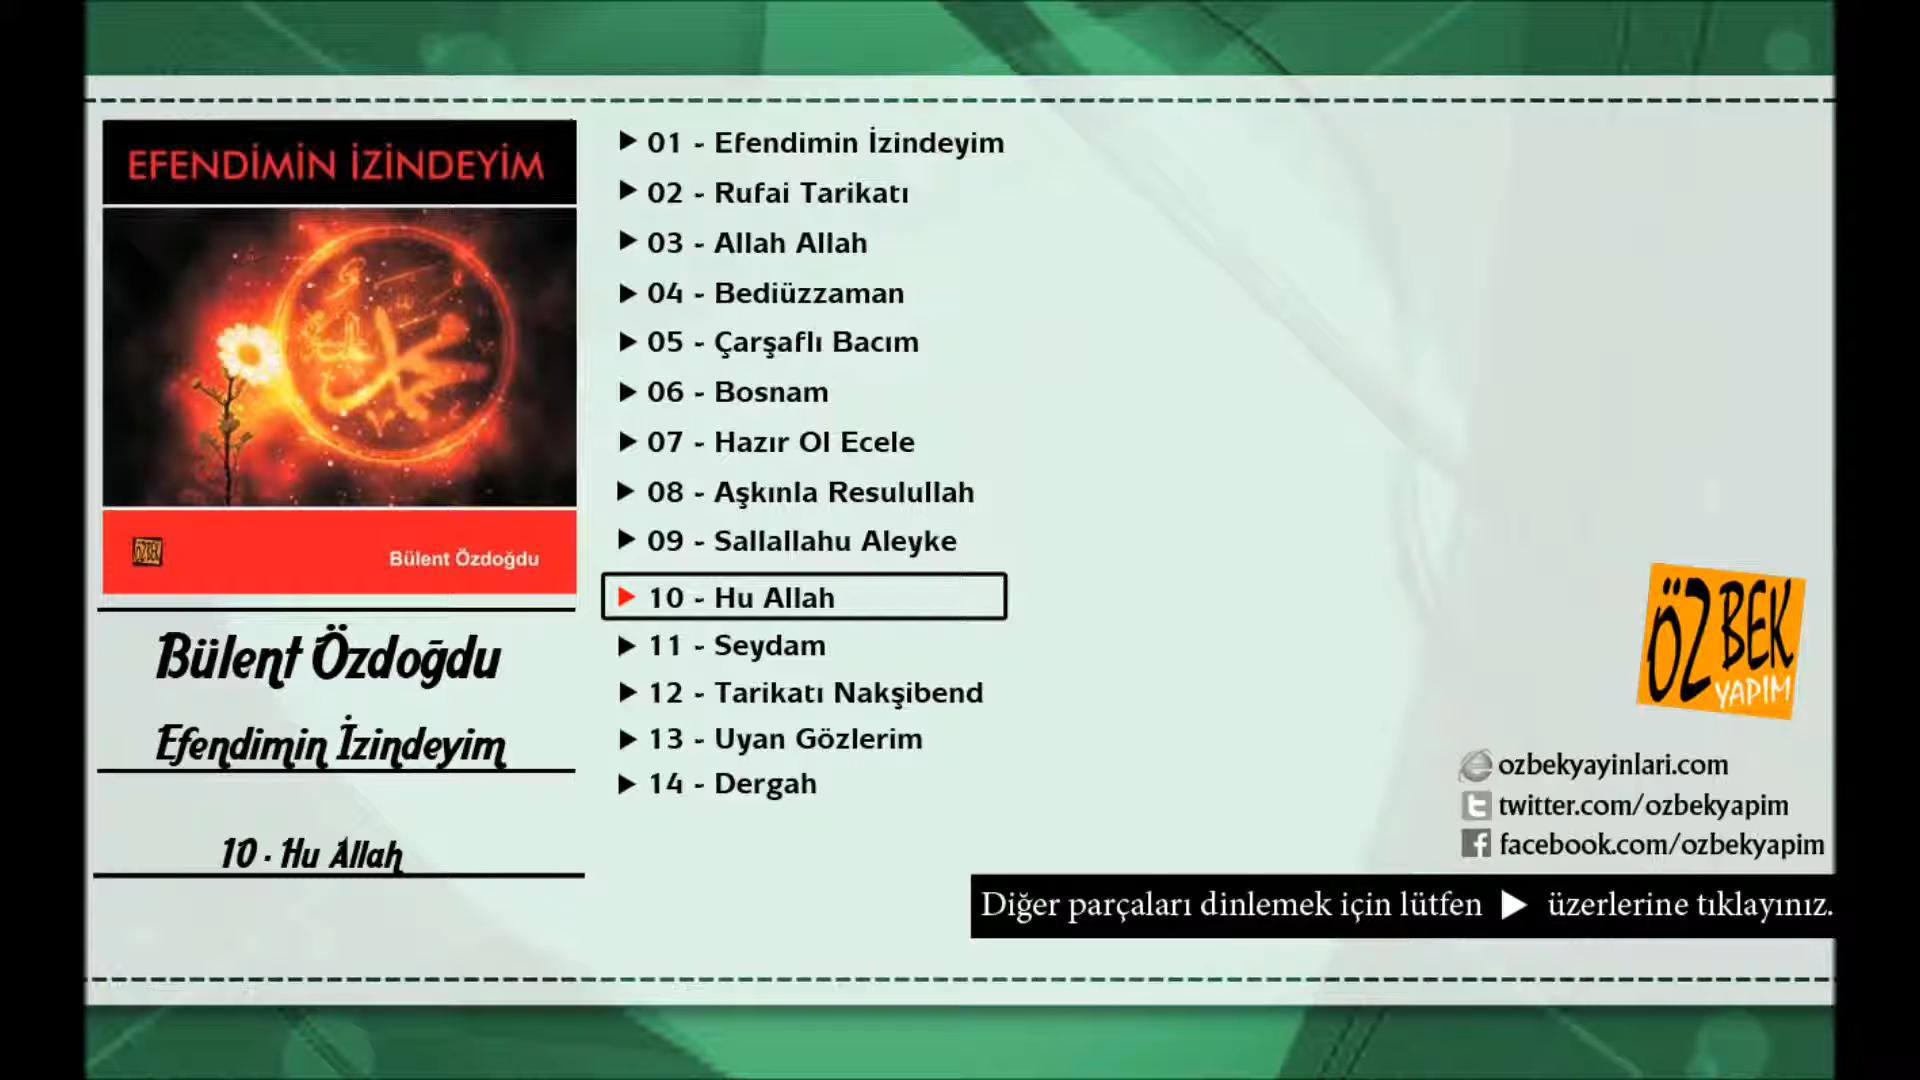 EFENDİMİN İZİNDEYİM
ÖZBEK
Bülent Özdoğdu
Bülent Özdoğdu
Efendimin İzindeyim
10 - Hu Allah
01 - Efendimin İzindeyim
02 - Rufai Tarikatı
03 - Allah Allah
04 - Bediüzzaman
05 - Çarşaflı Bacım
06 - Bosnam
07 - Hazır Ol Ecele
08 - Aşkınla Resulullah
09 - Sallallahu Aleyke
10 - Hu Allah
11 - Seydam
12 - Tarikatı Nakşibend
13 - Uyan Gözlerim
14 - Dergah
ÖZBEK
YAPIM
ozbekyayinlari.com
twitter.com/ozbekyapim
facebook.com/ozbekyapim
Diğer parçaları dinlemek için lütfen ▶ üzerlerine tıklayınız.